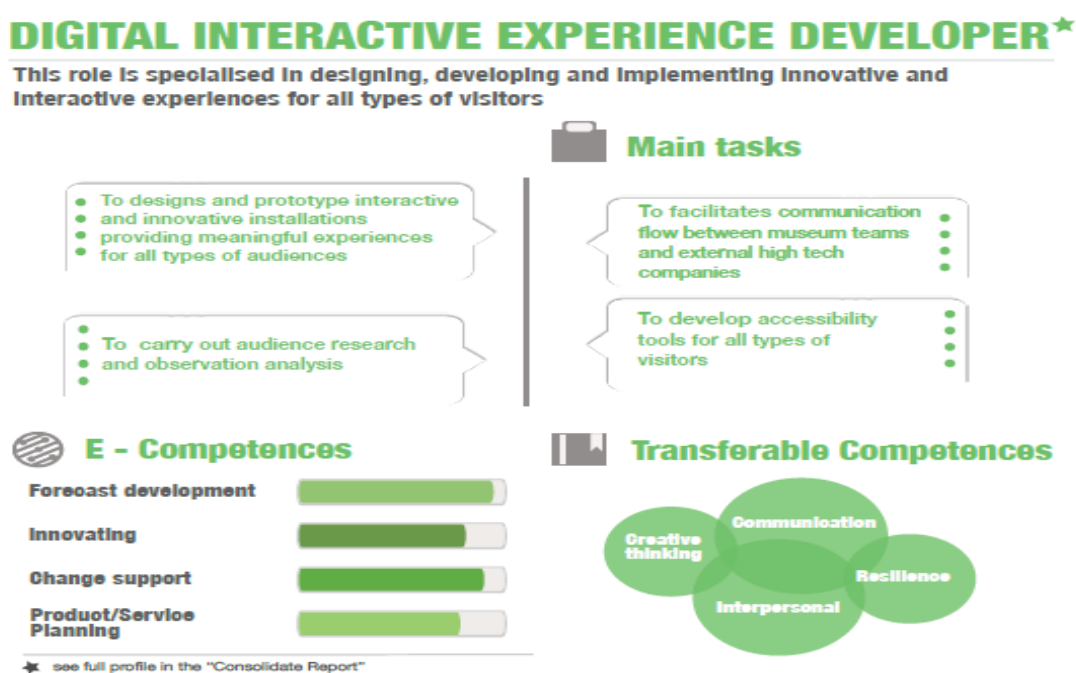 DIGITAL INTERACTIVE EXPERIENCE DEVELOPER
This role is specialised in designing, developing and implementing innovative and
interactive experiences for all types of visitors
Main tasks
To designs and prototype interactive
and innovative installations
providing meaningful experiences
for all types of audiences
To carry out audience research
and observation analysis
To facilitates communication
flow between museum teams
and external high tech
companies
To develop accessibility
tools for all types of
visitors
E - Competences
Forecast development
Innovating
Change support
Product/Service
Planning
see full profile in the "Consolidate Report"
Transferable Competences
Communication
Creative
thinking
Resilience
Interpersonal